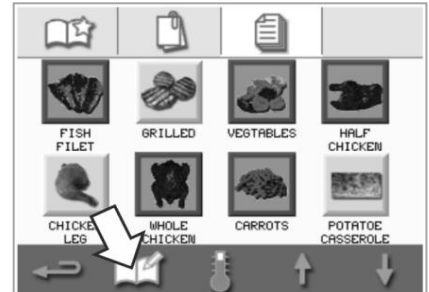 FISH
FILET
GRILLED
VEGTABLES
HALF
CHICKEN
CHICKE
LEG
WHOLE
CHICKEN
CARROTS
POTATOE
CASSEROLE